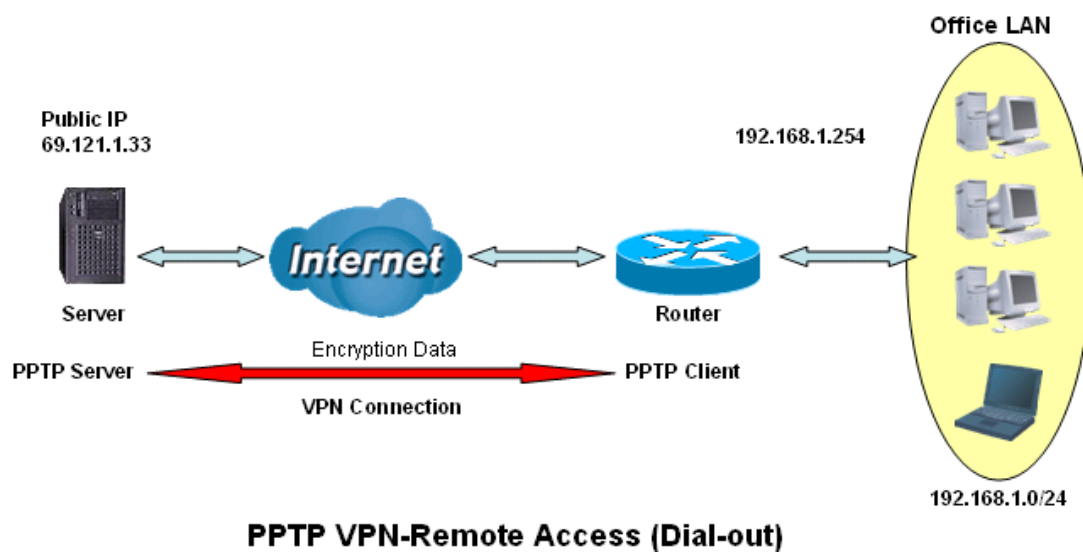 Office LAN
Public IP
69.121.1.33
192.168.1.254
Internet
Server
Router
Encryption Data
PPTP Server
PPTP Client
VPN Connection
192.168.1.0/24
PPTP VPN-Remote Access (Dial-out)